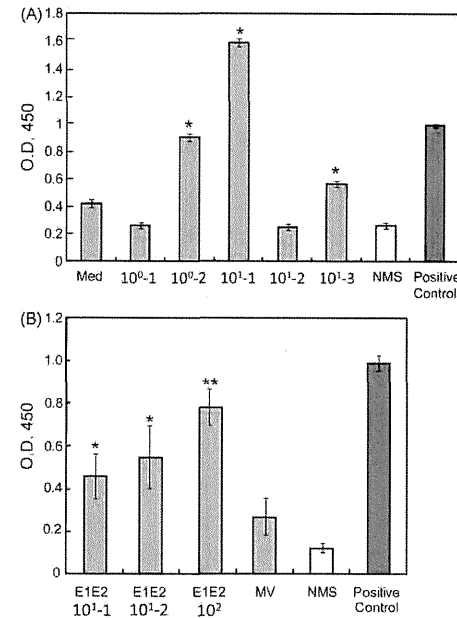 (A)
1.8
1.6
1.4
1.2
1
0.8
0.6
0.4
0.2
0
O.D. 450
*
*
*
Med 10⁰-1 10⁰-2 10¹-1 10¹-2 10¹-3 NMS Positive
Control
(B)
1.2
1.0
0.8
0.6
0.4
0.2
0
O.D. 450
*
*
**
E1E2 E1E2 E1E2 MV NMS Positive
10¹-1 10¹-2 10² Control